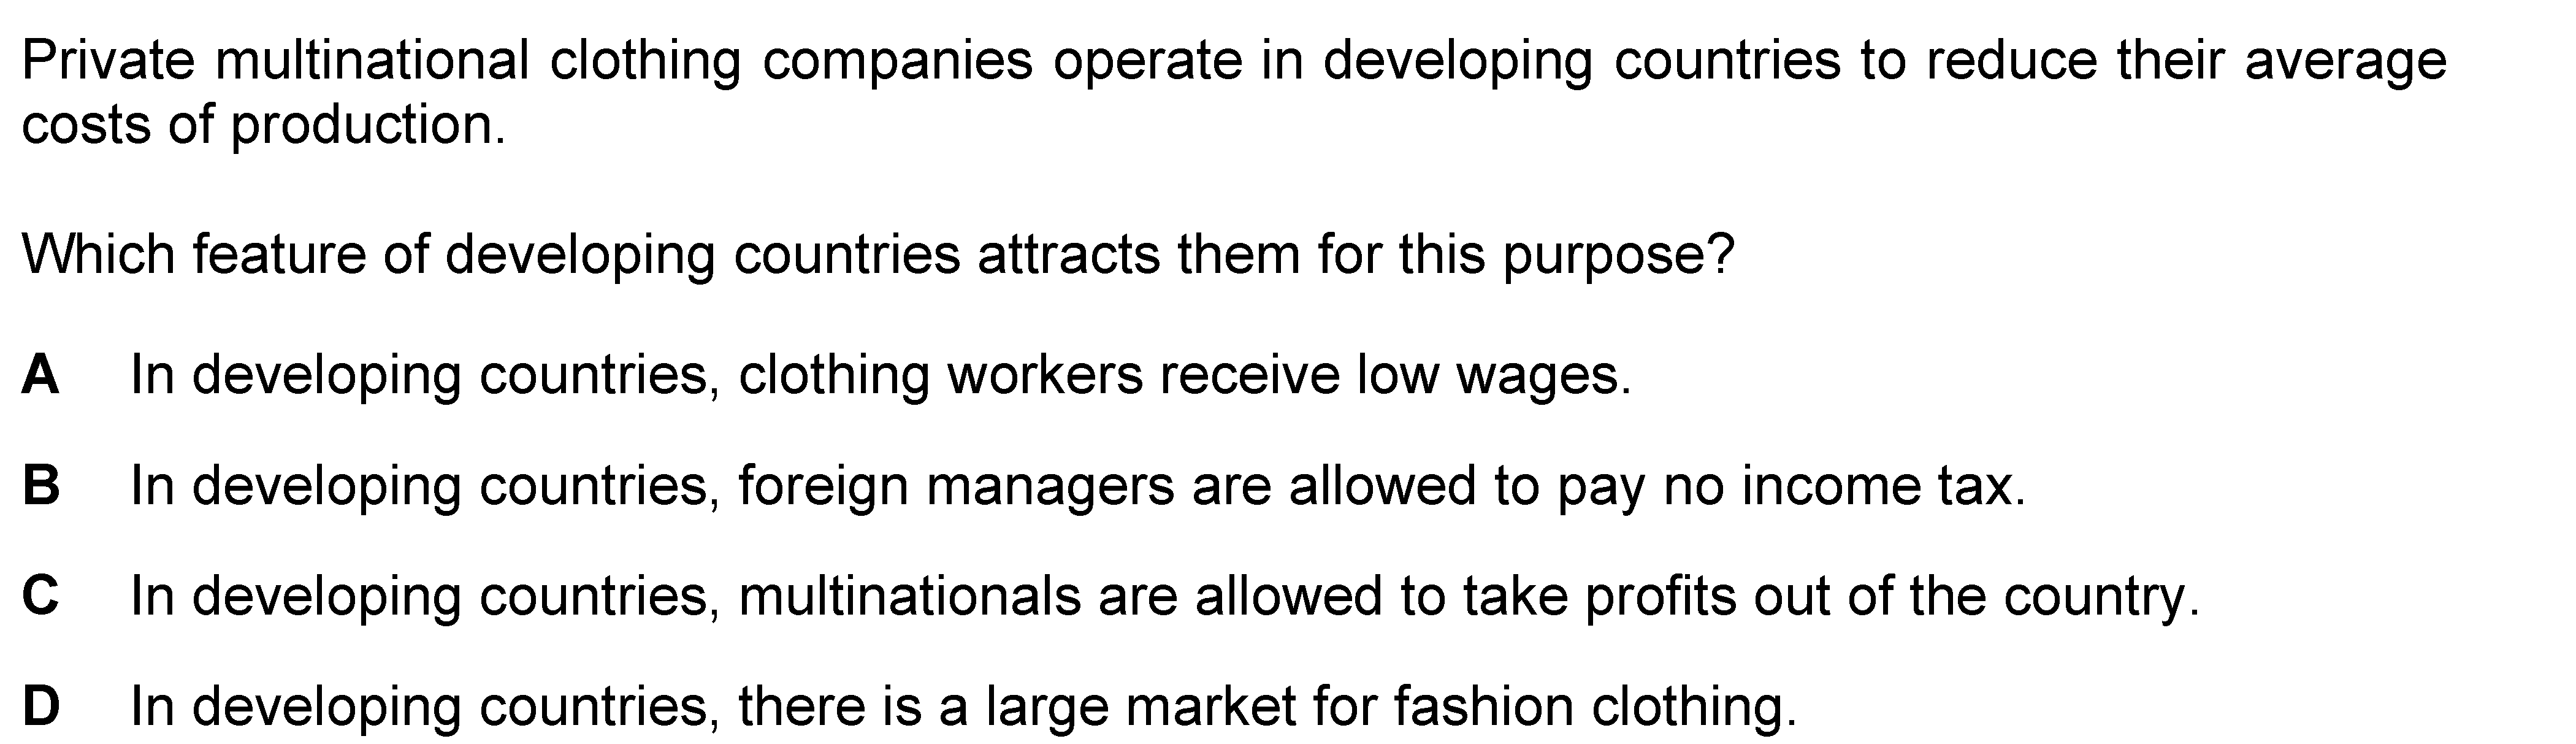 Private multinational clothing companies operate in developing countries to reduce their average
costs of production.
Which feature of developing countries attracts them for this purpose?
A In developing countries, clothing workers receive low wages.
B In developing countries, foreign managers are allowed to pay no income tax.
C In developing countries, multinationals are allowed to take profits out of the country.
D In developing countries, there is a large market for fashion clothing.